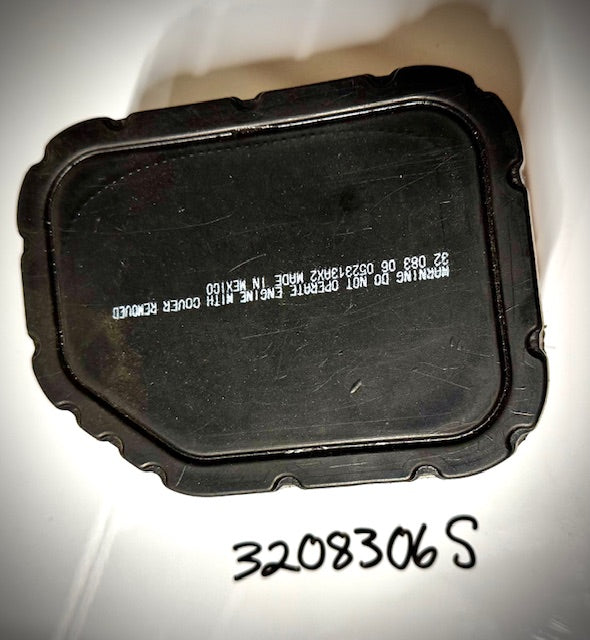 WARNING DO NOT OPERATE ENGINE WITH COVER REMOVED
32 083 06 052313AX2 MADE IN MEXICO
3208306S